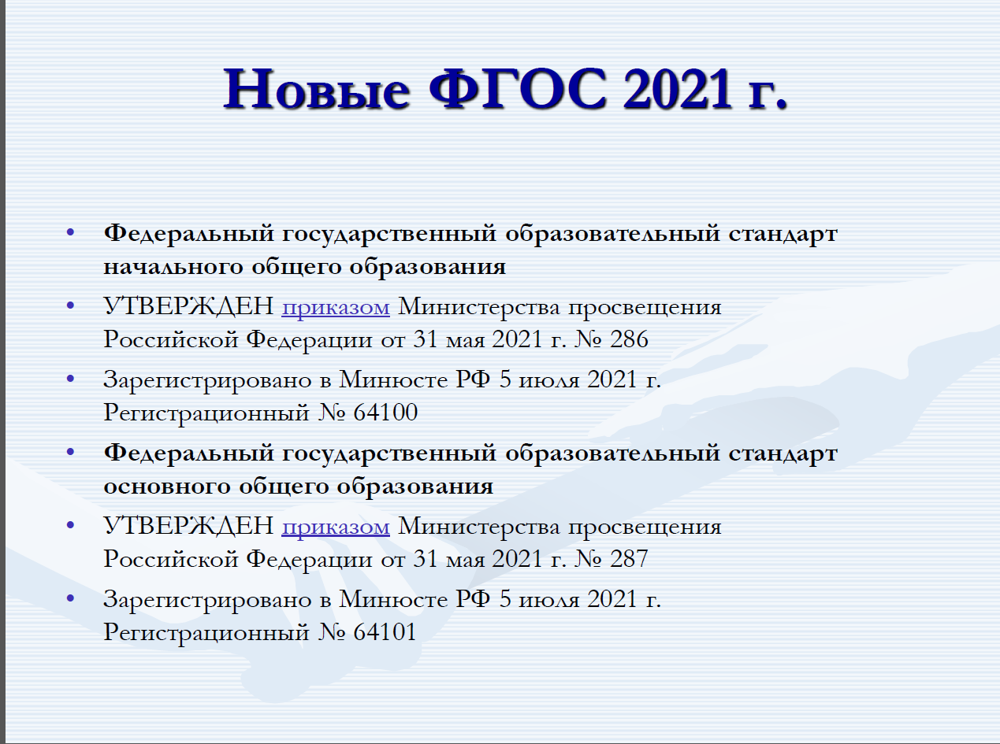 Новые ФГОС 2021 г.
• Федеральный государственный образовательный стандарт
начального общего образования
• УТВЕРЖДЕН приказом Министерства просвещения
Российской Федерации от 31 мая 2021 г. № 286
• Зарегистрировано в Минюсте РФ 5 июля 2021 г.
Регистрационный № 64100
• Федеральный государственный образовательный стандарт
основного общего образования
• УТВЕРЖДЕН приказом Министерства просвещения
Российской Федерации от 31 мая 2021 г. № 287
• Зарегистрировано в Минюсте РФ 5 июля 2021 г.
Регистрационный № 64101